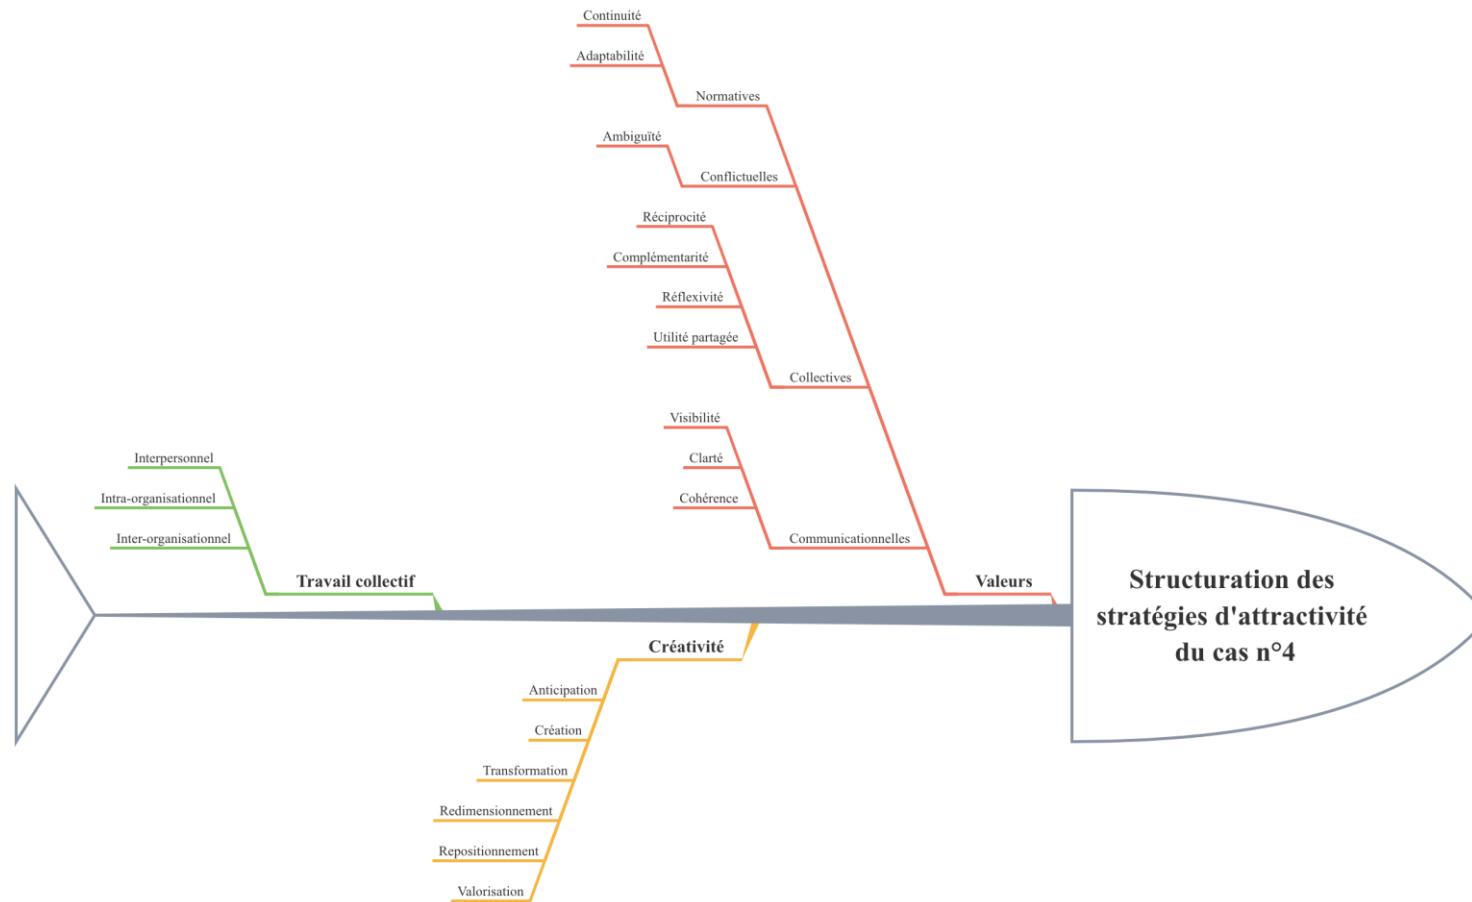 Continuité
Adaptabilité
Normatives
Ambiguïté
Conflictuelles
Réciprocité
Complémentarité
Réflexivité
Utilité partagée
Collectives
Visibilité
Clarté
Cohérence
Communicationnelles
Valeurs
Interpersonnel
Intra-organisationnel
Inter-organisationnel
Travail collectif
Structuration des
stratégies d'attractivité
du cas n°4
Créativité
Anticipation
Création
Transformation
Redimensionnement
Repositionnement
Valorisation